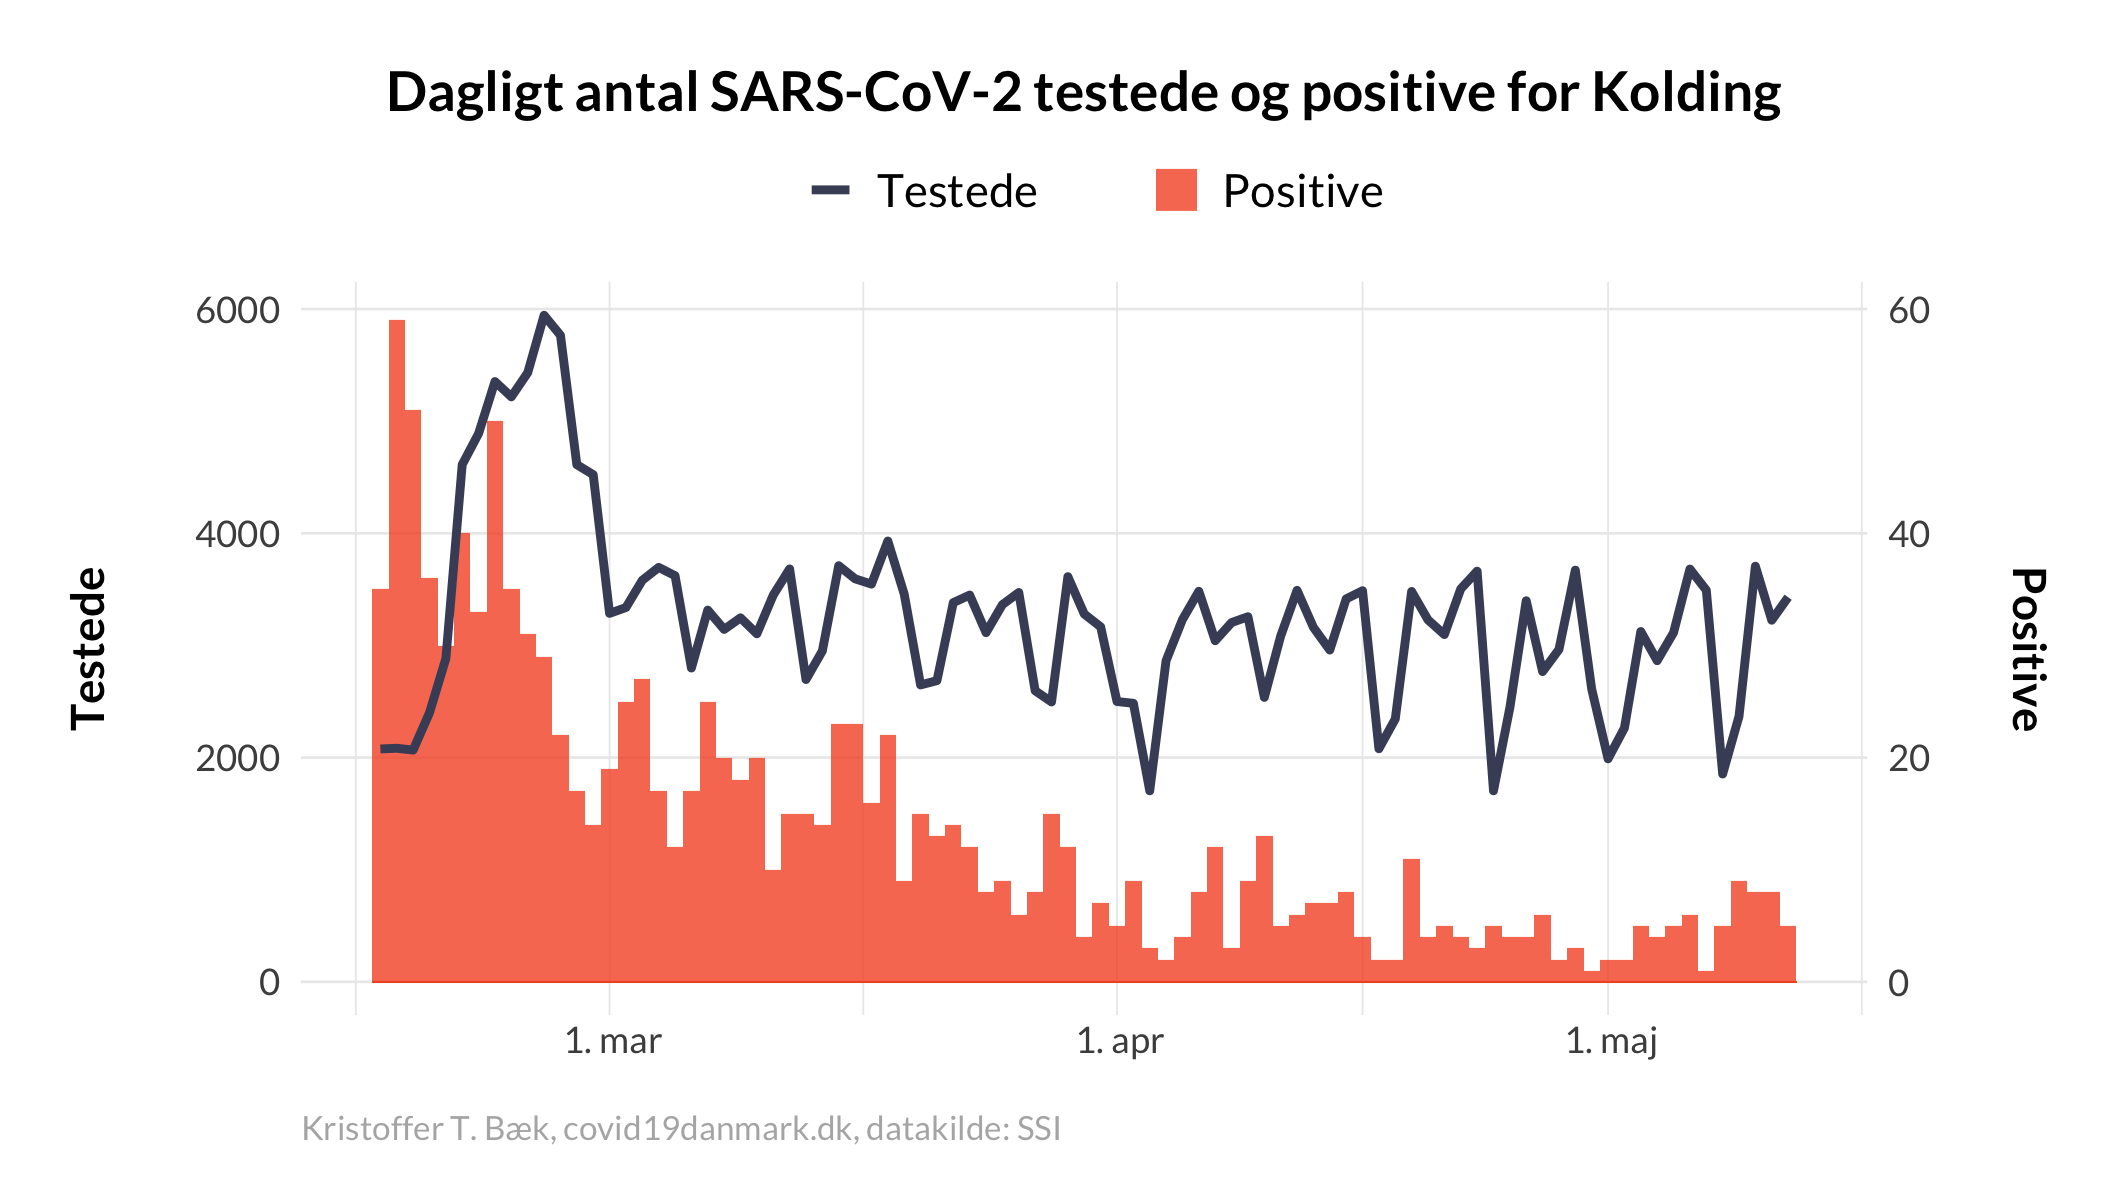 Dagligt antal SARS-CoV-2 testede og positive for Kolding
Testede
Positive
6000
4000
2000
0
60
40
20
0
Testede
Positive
1. mar
1. apr
1. maj
Kristoffer T. Bæk, covid19danmark.dk, datakilde: SSI